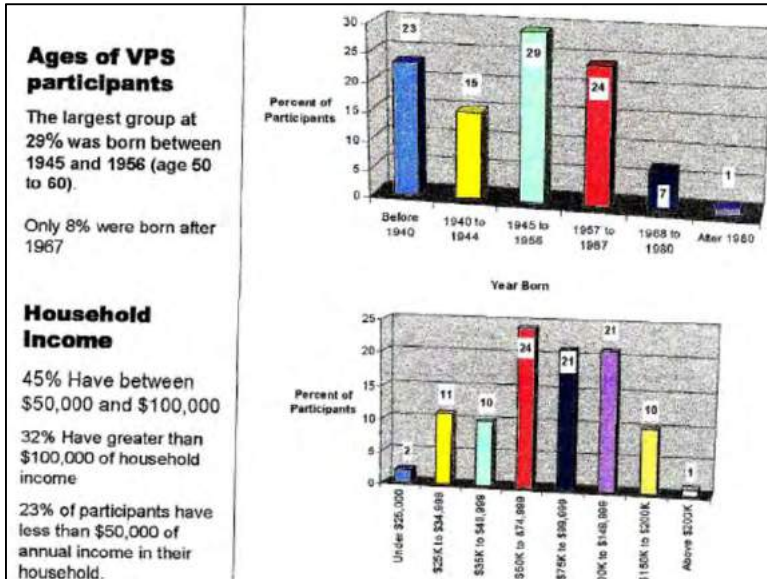 Ages of VPS
participants
The largest group at
29% was born between
1945 and 1956 (age 50
to 60).
Only 8% were born after
1967
Percent of
Participants
30
25
20
15
10
5
0
23
15
29
24
7
1
Before
1940
1940 to
1944
1945 to
1956
1957 to
1967
1968 to
1980
After 1980
Year Born
Household
Income
45% Have between
$50,000 and $100,000
32% Have greater than
$100,000 of household
income
23% of participants have
less than $50,000 of
annual income in their
household.
Percent of
Participants
25
20
15
10
5
0
2
11
10
24
21
21
10
1
Under $25,000
$25K to $34,999
$35K to $49,999
$50K to $74,999
$75K to $99,999
00K to $149,999
$150K to $200K
Above $200K